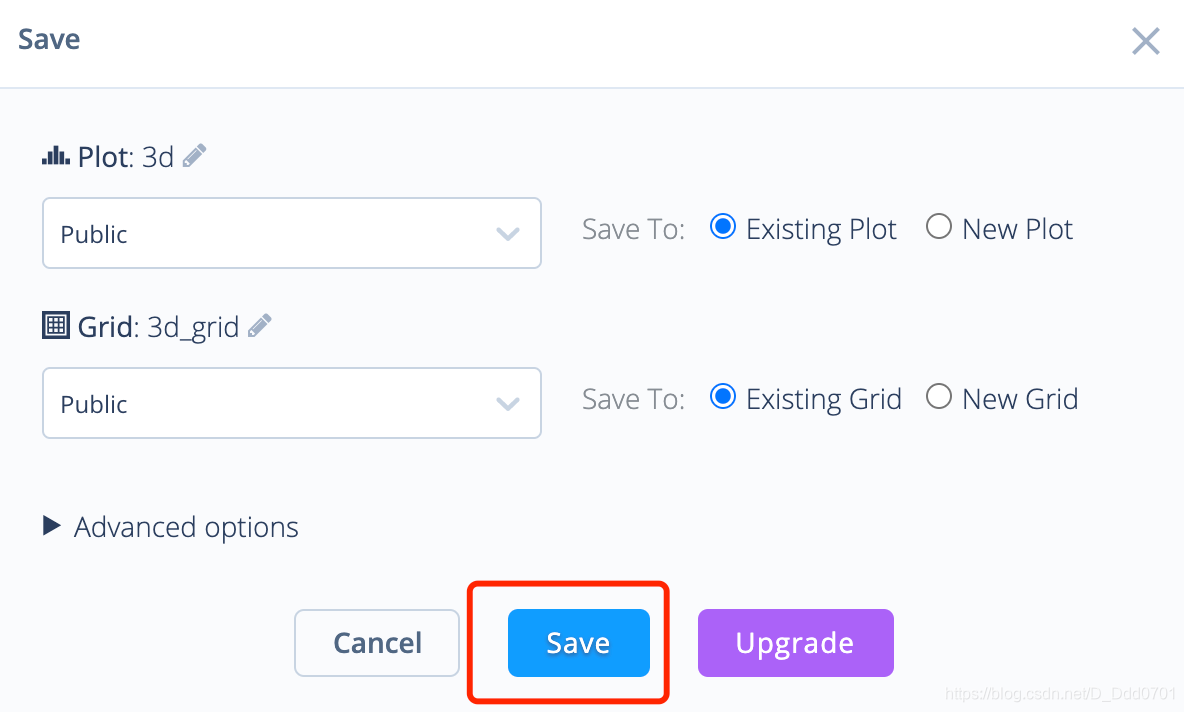 Save
Plot: 3d
Public
Save To: Existing Plot New Plot
Grid: 3d_grid
Public
Save To: Existing Grid New Grid
Advanced options
Cancel Save Upgrade
https://blog.csdn.net/D_Ddd0701